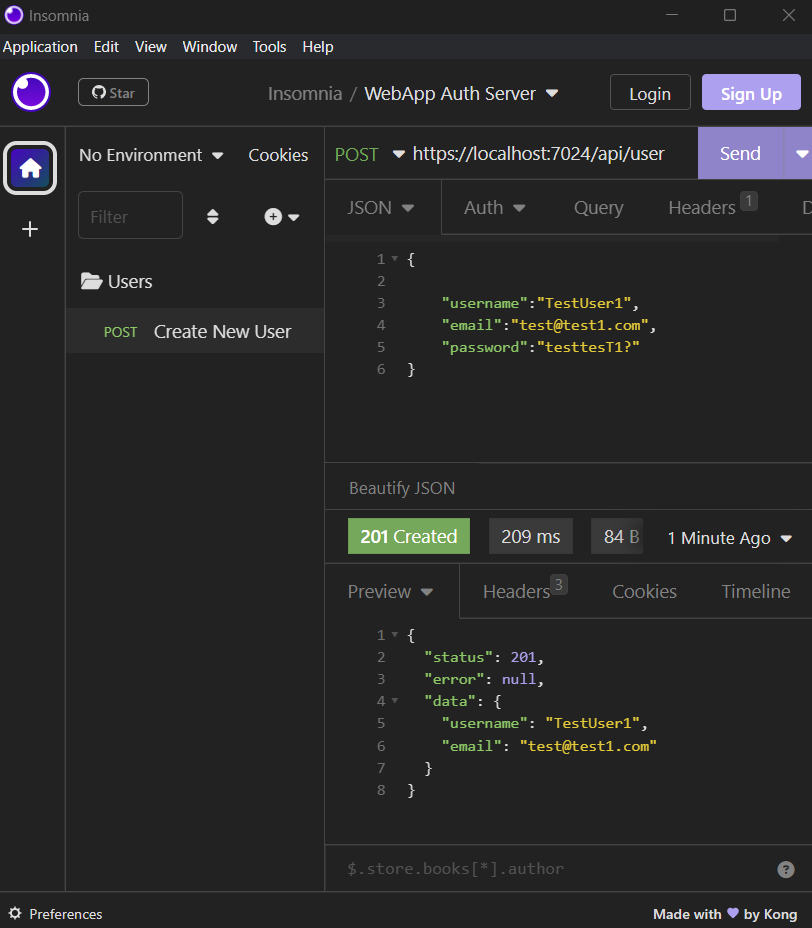 Insomnia
Application Edit View Window Tools Help
Star Insomnia / WebApp Auth Server Login Sign Up
No Environment Cookies
Filter
Users
POST Create New User
POST https://localhost:7024/api/user Send
JSON Auth Query Headers 1 D
1 {
2
3 "username":"TestUser1",
4 "email":"test@test1.com",
5 "password":"testtesT1?"
6 }
Beautify JSON
201 Created 209 ms 84 B 1 Minute Ago
Preview Headers 3 Cookies Timeline
1 {
2 "status": 201,
3 "error": null,
4 "data": {
5 "username": "TestUser1",
6 "email": "test@test1.com"
7 }
8 }
$.store.books[*].author ?
Preferences Made with 💜 by Kong